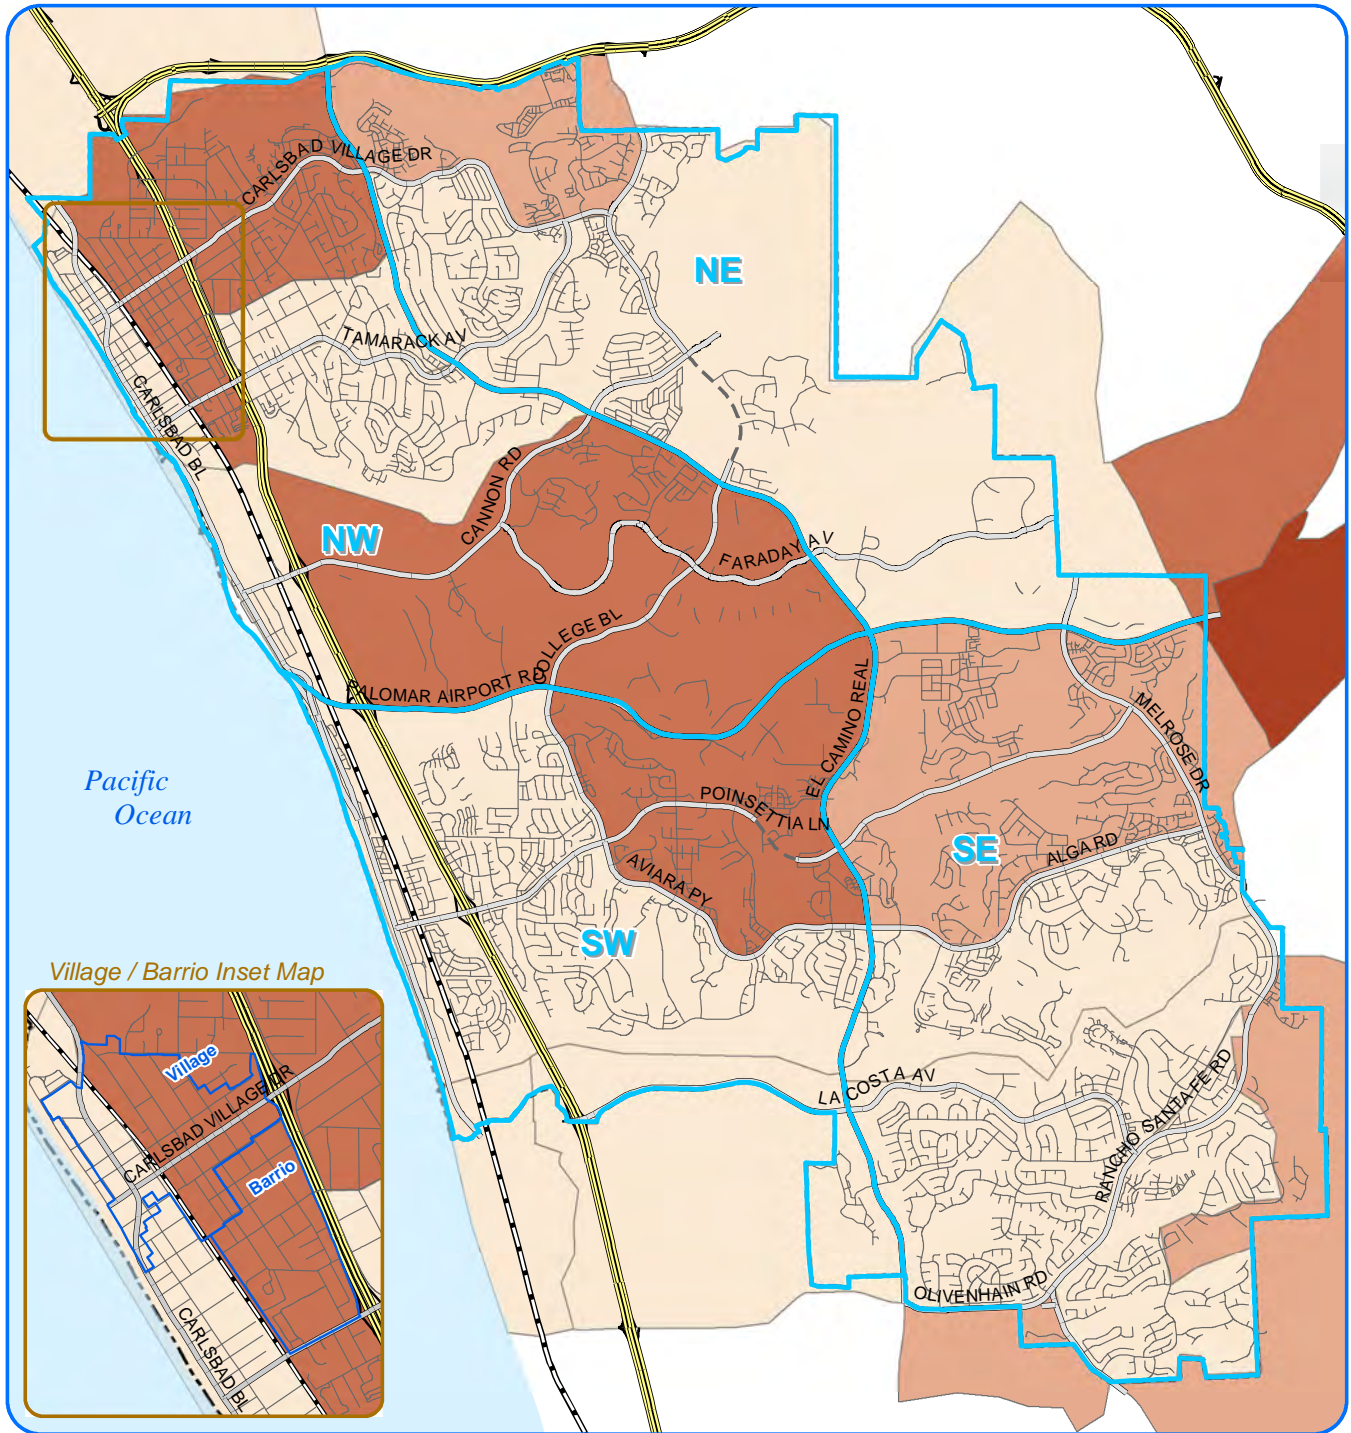 CARLSBAD VILLAGE DR
NE
TAMARACK AV
CARLSBAD BL
CANNON RD
NW
FARADAY AV
COLLEGE BL
PALOMAR AIRPORT RD
EL CAMINO REAL
MELROSE DR
Pacific
Ocean
POINSETTIA LN
SE
ALGA RD
AVIARA PY
SW
Village / Barrio Inset Map
Village
CARLSBAD VILLAGE DR
Barrio
CARLSBAD BL
LA COSTA AV
RANCHO SANTA FE RD
OLIVENHAIN RD